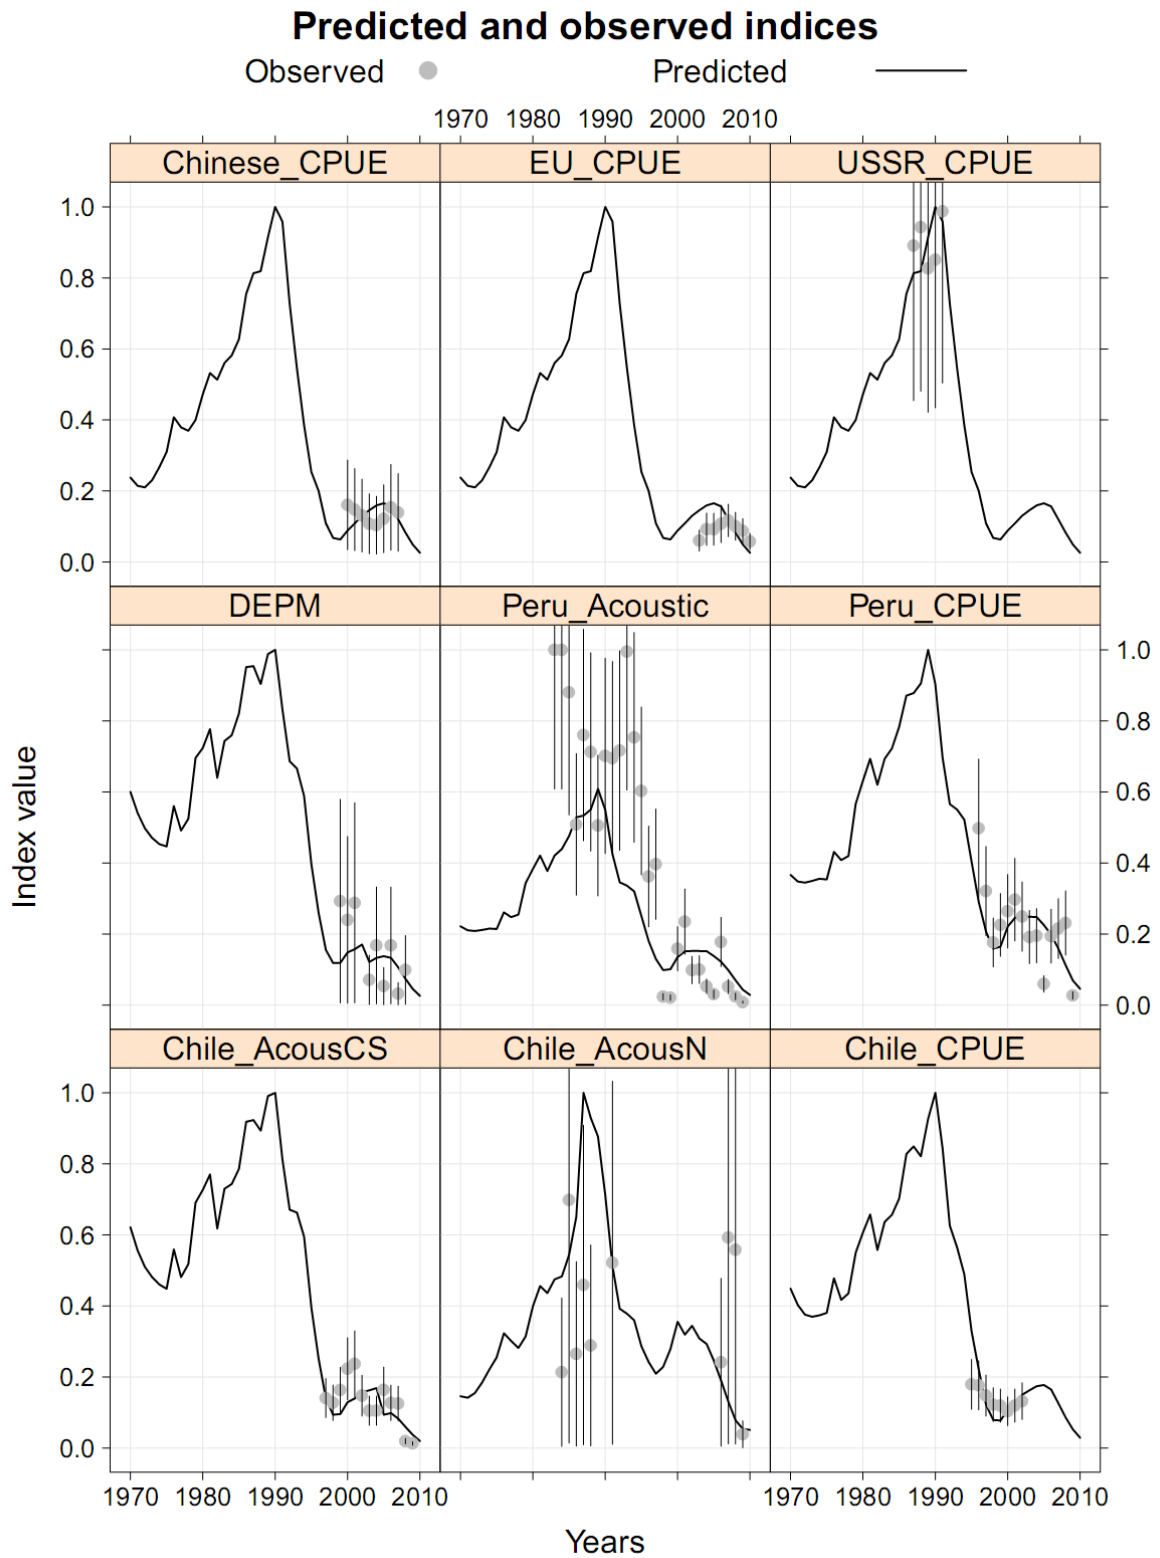 Predicted and observed indices
Observed Predicted
1970 1980 1990 2000 2010
Chinese_CPUE EU_CPUE USSR_CPUE
1.0
0.8
0.6
0.4
0.2
0.0
DEPM Peru_Acoustic Peru_CPUE
1.0
0.8
0.6
0.4
0.2
0.0
Index value
Chile_AcousCS Chile_AcousN Chile_CPUE
1.0
0.8
0.6
0.4
0.2
0.0
1970 1980 1990 2000 2010 1970 1980 1990 2000 2010
Years